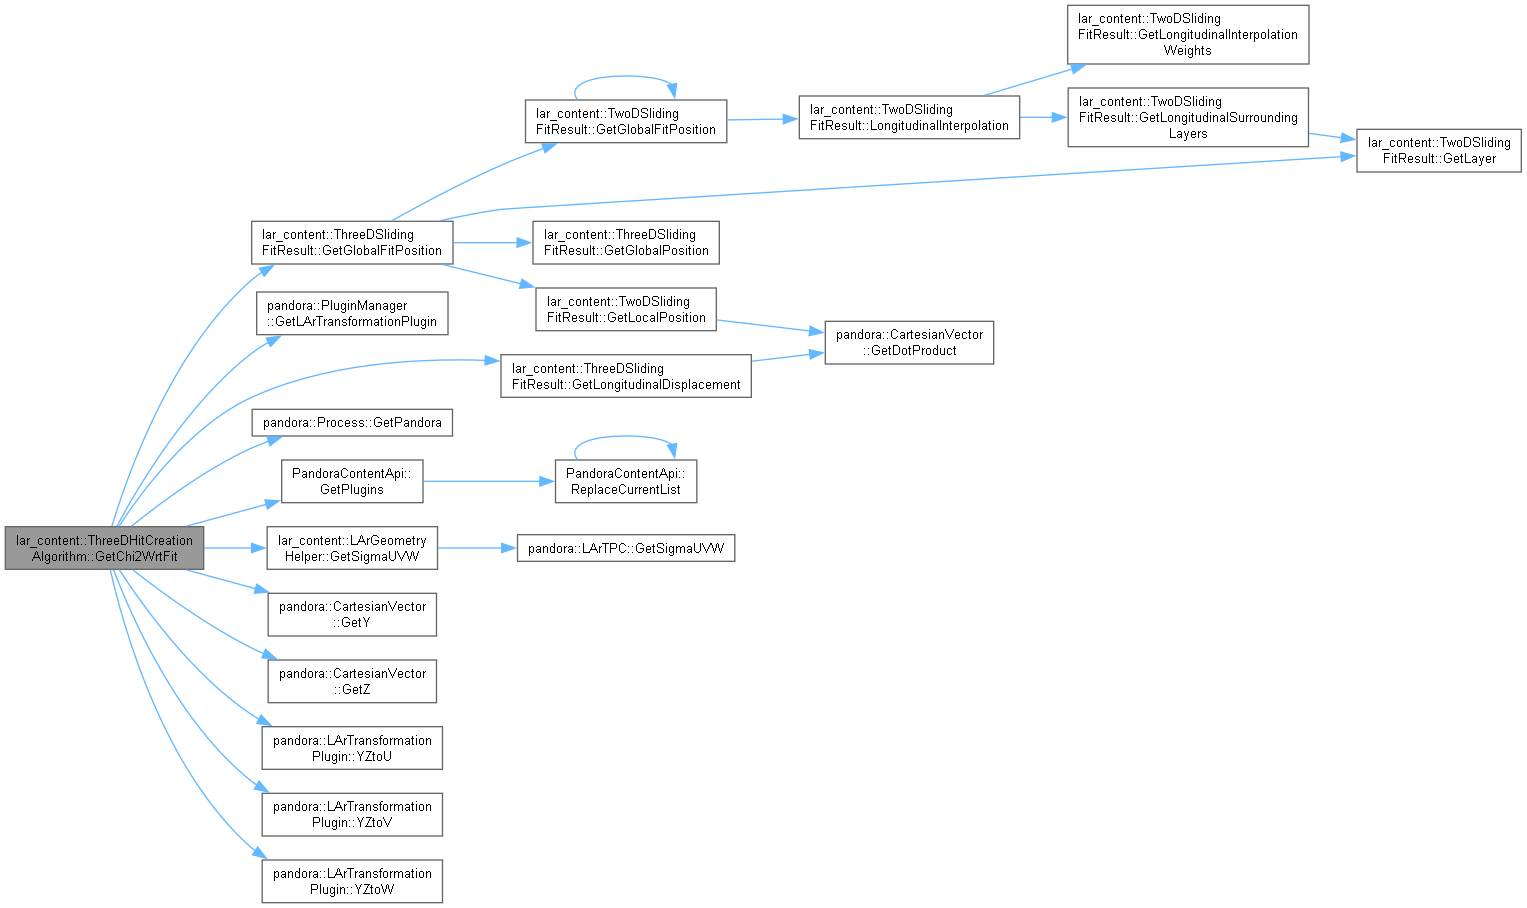 lar_content::TwoDSliding
FitResult::GetLongitudinalInterpolation
Weights
lar_content::TwoDSliding
FitResult::GetGlobalFitPosition
lar_content::TwoDSliding
FitResult::LongitudinalInterpolation
lar_content::TwoDSliding
FitResult::GetLongitudinalSurrounding
Layers
lar_content::TwoDSliding
FitResult::GetLayer
lar_content::ThreeDSliding
FitResult::GetGlobalFitPosition
lar_content::ThreeDSliding
FitResult::GetGlobalPosition
pandora::PluginManager
::GetLArTransformationPlugin
lar_content::TwoDSliding
FitResult::GetLocalPosition
pandora::CartesianVector
::GetDotProduct
lar_content::ThreeDSliding
FitResult::GetLongitudinalDisplacement
pandora::Process::GetPandora
PandoraContentApi::
GetPlugins
PandoraContentApi::
ReplaceCurrentList
lar_content::ThreeDHitCreation
Algorithm::GetChi2WrtFit
lar_content::LArGeometry
Helper::GetSigmaUVW
pandora::LArTPC::GetSigmaUVW
pandora::CartesianVector
::GetY
pandora::CartesianVector
::GetZ
pandora::LArTransformation
Plugin::YZtoU
pandora::LArTransformation
Plugin::YZtoV
pandora::LArTransformation
Plugin::YZtoW